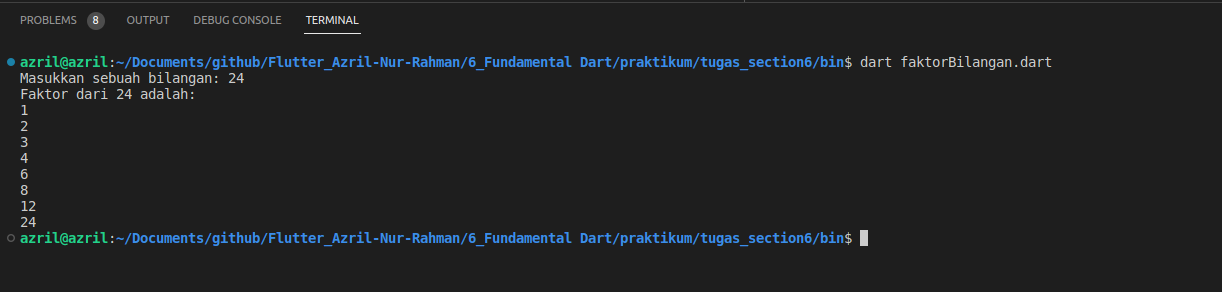 PROBLEMS 8 OUTPUT DEBUG CONSOLE TERMINAL
azril@azril:~/Documents/github/Flutter_Azril-Nur-Rahman/6_Fundamental Dart/praktikum/tugas_section6/bin$ dart faktorBilangan.dart
Masukkan sebuah bilangan: 24
Faktor dari 24 adalah:
1
2
3
4
6
8
12
24
azril@azril:~/Documents/github/Flutter_Azril-Nur-Rahman/6_Fundamental Dart/praktikum/tugas_section6/bin$